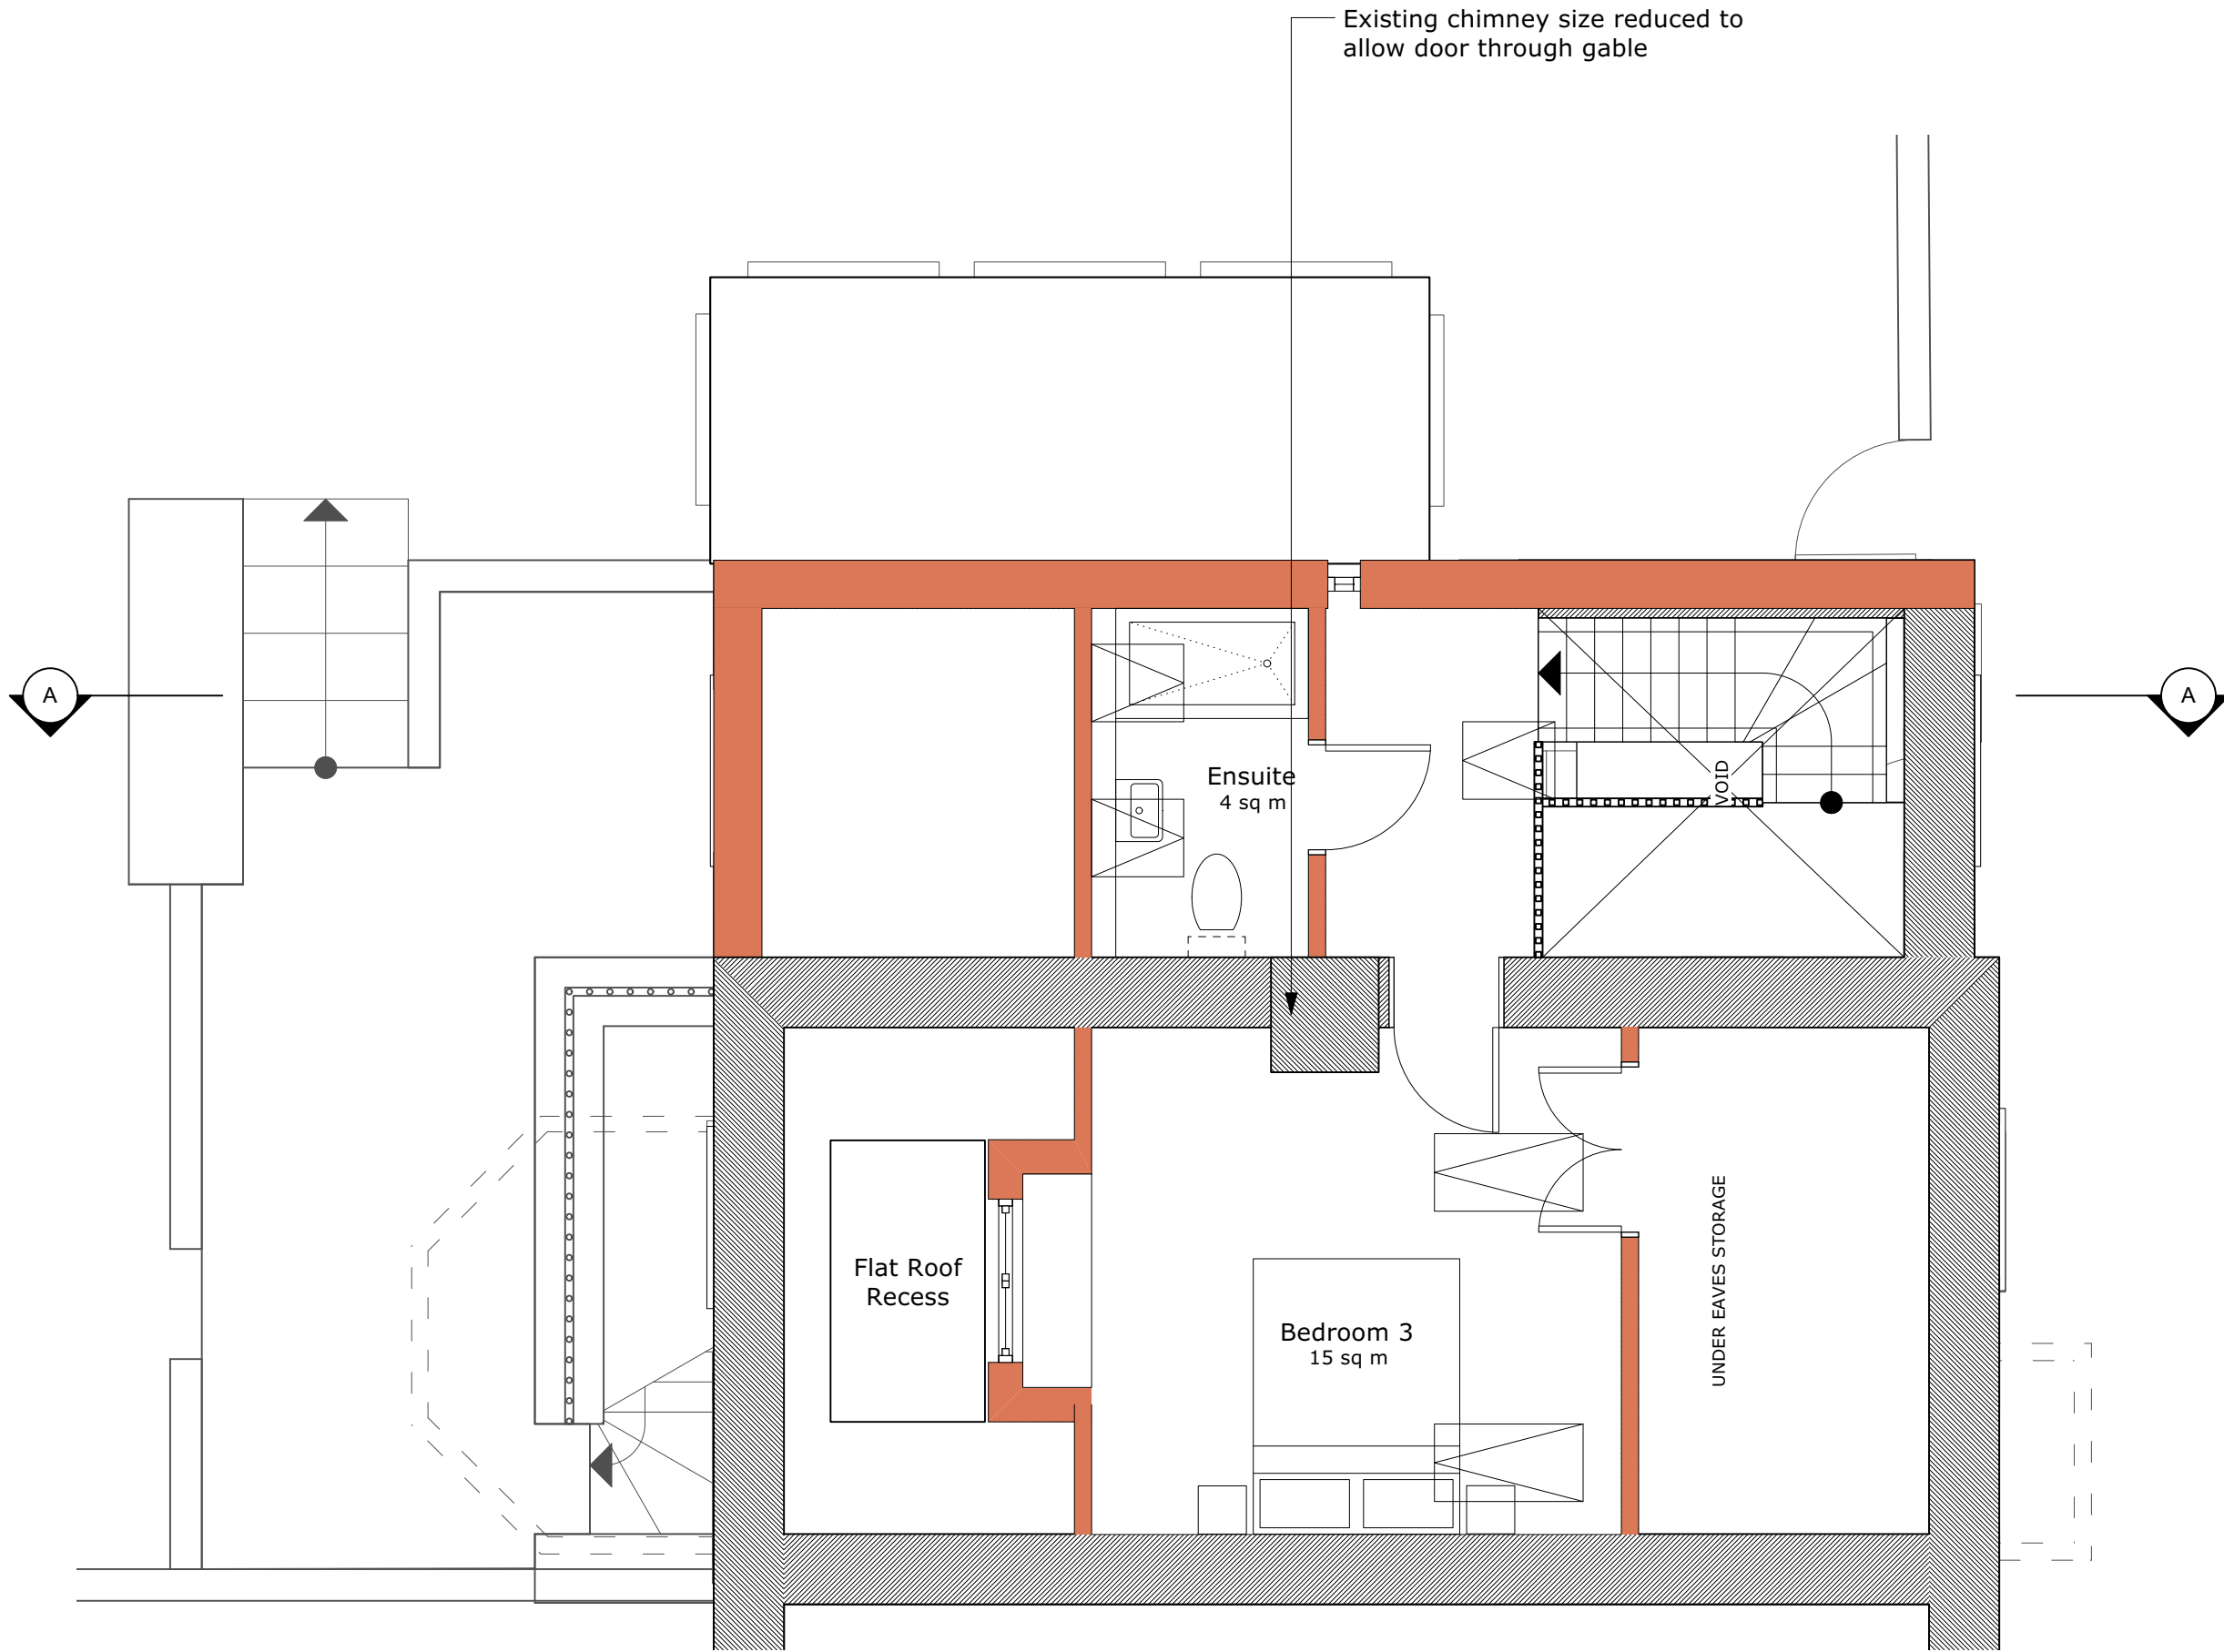 Existing chimney size reduced to
allow door through gable
A
A
Ensuite
4 sq m
VOID
Flat Roof
Recess
Bedroom 3
15 sq m
UNDER EAVES STORAGE